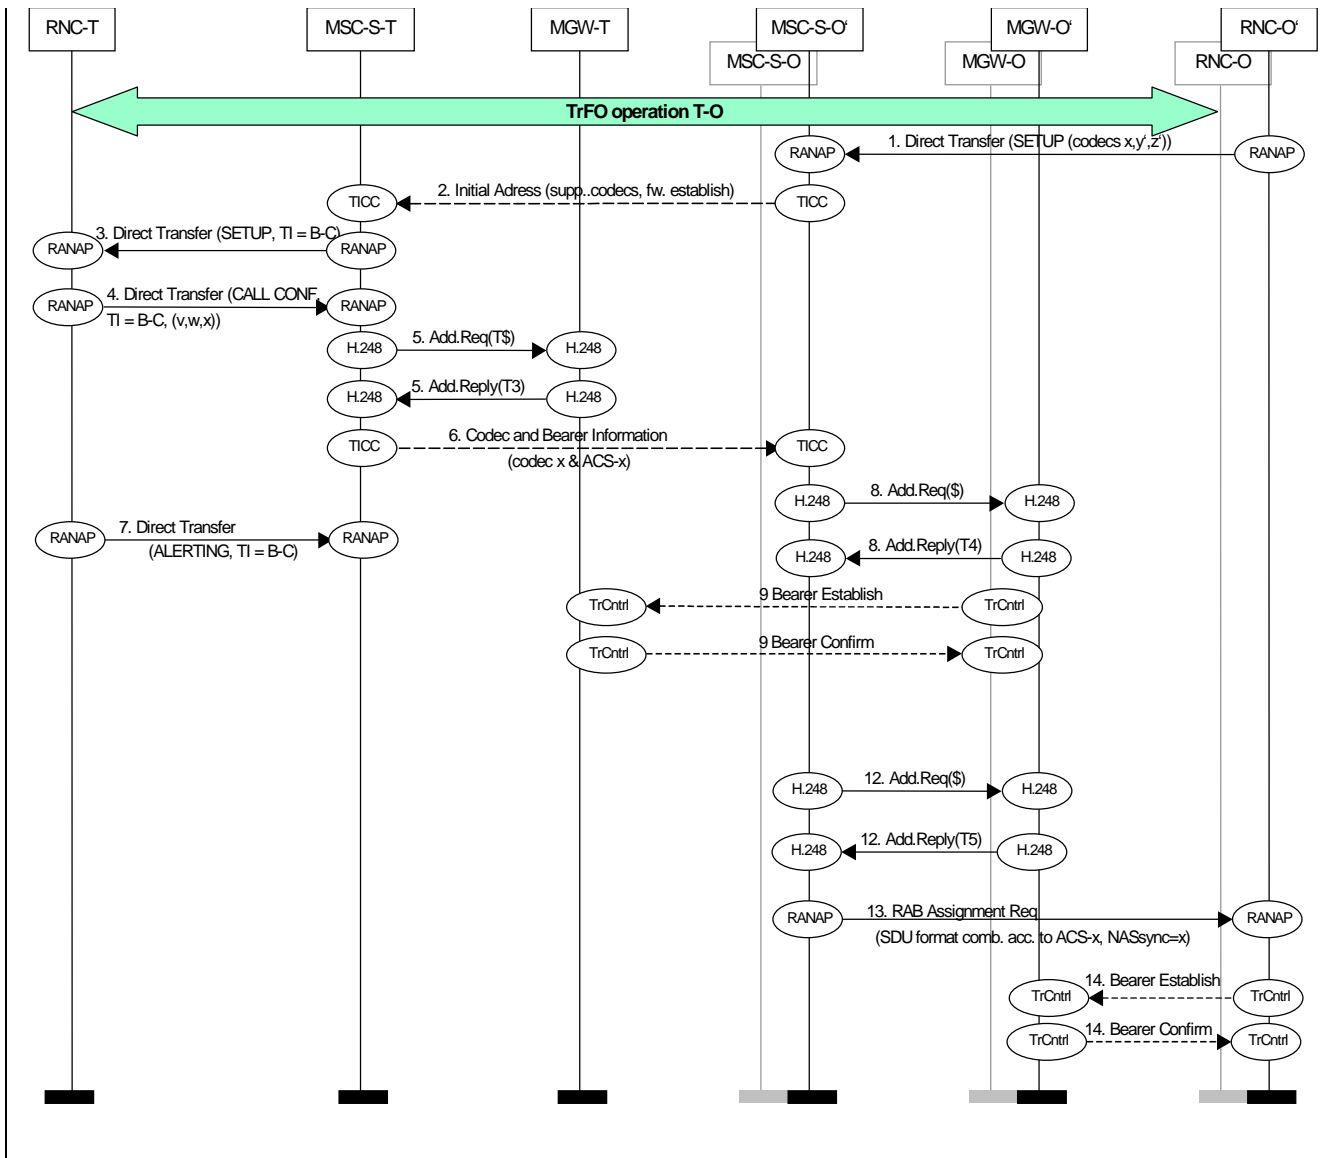 RNC-T MSC-S-T MGW-T MSC-S-O‘ MGW-O‘ RNC-O‘
MSC-S-O MGW-O RNC-O
TrFO operation T-O
1. Direct Transfer (SETUP (codecs x,y‘,z‘))
RANAP RANAP
2. Initial Adress (supp..codecs, fw. establish)
TICC TICC
3. Direct Transfer (SETUP, TI = B-C)
RANAP RANAP
4. Direct Transfer (CALL CONF,
RANAP RANAP
TI = B-C, (v,w,x))
5. Add.Req(T$)
H.248 H.248
5. Add.Reply(T3)
H.248 H.248
6. Codec and Bearer Information
TICC TICC
(codec x & ACS-x)
8. Add.Req($)
H.248 H.248
7. Direct Transfer
RANAP RANAP
(ALERTING, TI = B-C)
8. Add.Reply(T4)
H.248 H.248
9 Bearer Establish
TrCntrl TrCntrl
9 Bearer Confirm
TrCntrl TrCntrl
12. Add.Req($)
H.248 H.248
12. Add.Reply(T5)
H.248 H.248
13. RAB Assignment Req
RANAP RANAP
(SDU format comb. acc. to ACS-x, NASsync=x)
14. Bearer Establish
TrCntrl TrCntrl
14. Bearer Confirm
TrCntrl TrCntrl